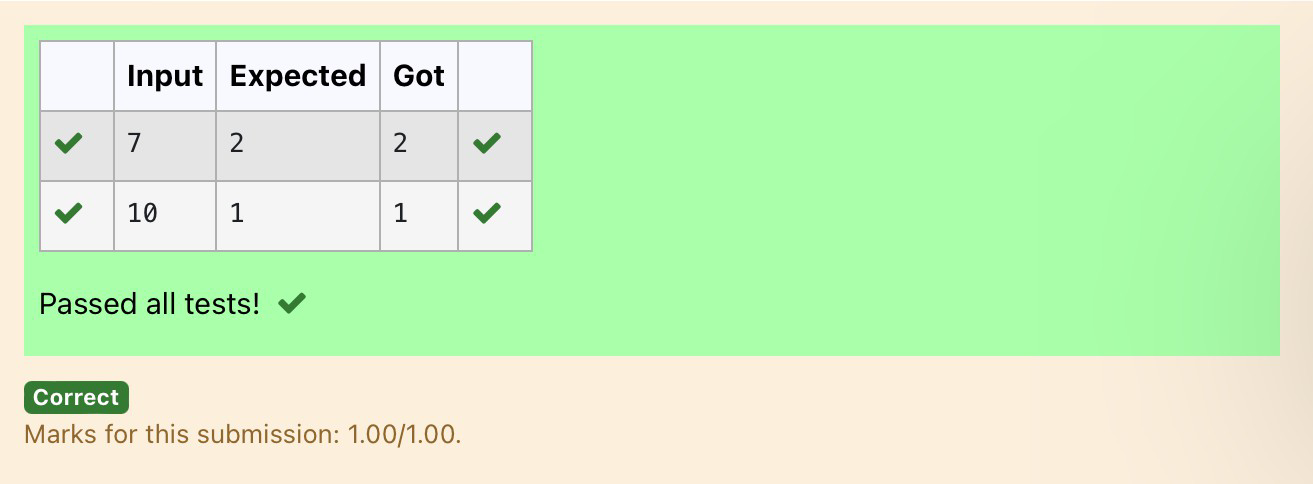 Input Expected Got
7 2 2
10 1 1
Passed all tests!
Correct
Marks for this submission: 1.00/1.00.